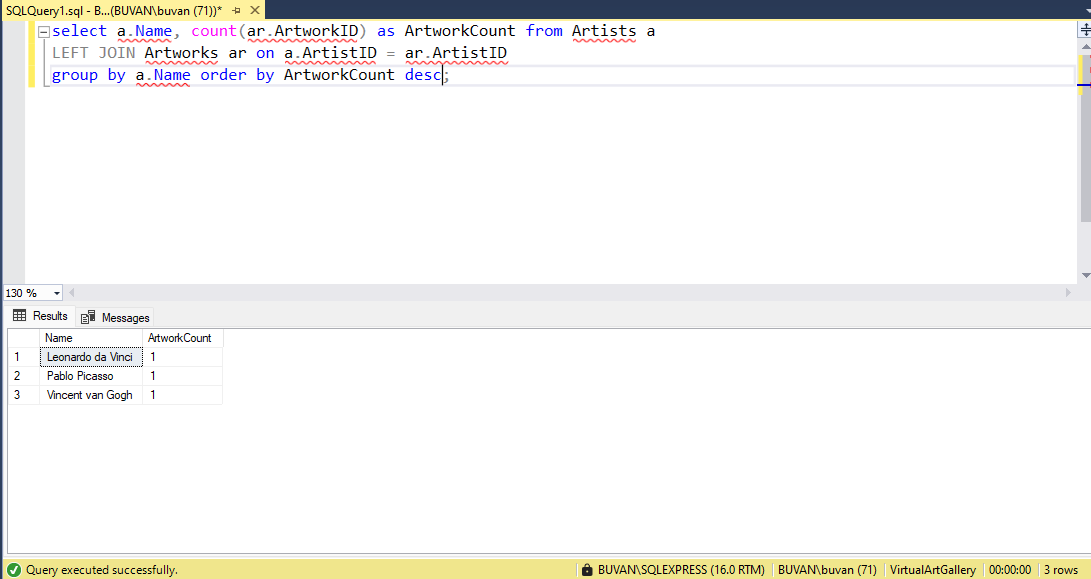 SQLQuery1.sql - B...(BUVAN\buvan (71))*
select a.Name, count(ar.ArtworkID) as ArtworkCount from Artists a
LEFT JOIN Artworks ar on a.ArtistID = ar.ArtistID
group by a.Name order by ArtworkCount desc;
130 %
Results Messages
Name ArtworkCount
1 Leonardo da Vinci 1
2 Pablo Picasso 1
3 Vincent van Gogh 1
Query executed successfully. BUVAN\SQLEXPRESS (16.0 RTM) BUVAN\buvan (71) VirtualArtGallery 00:00:00 3 rows